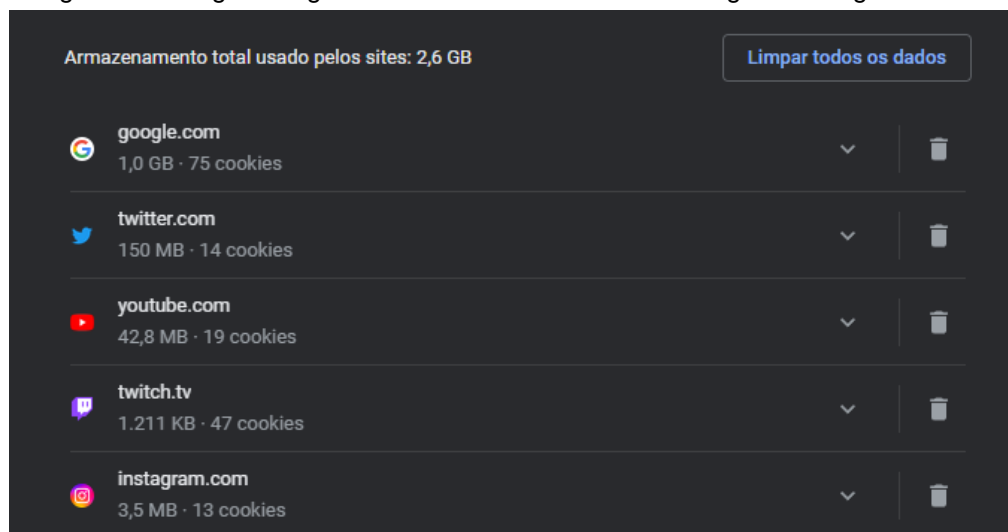 Armazenamento total usado pelos sites: 2,6 GB
Limpar todos os dados
google.com
1,0 GB · 75 cookies
twitter.com
150 MB · 14 cookies
youtube.com
42,8 MB · 19 cookies
twitch.tv
1.211 KB · 47 cookies
instagram.com
3,5 MB · 13 cookies